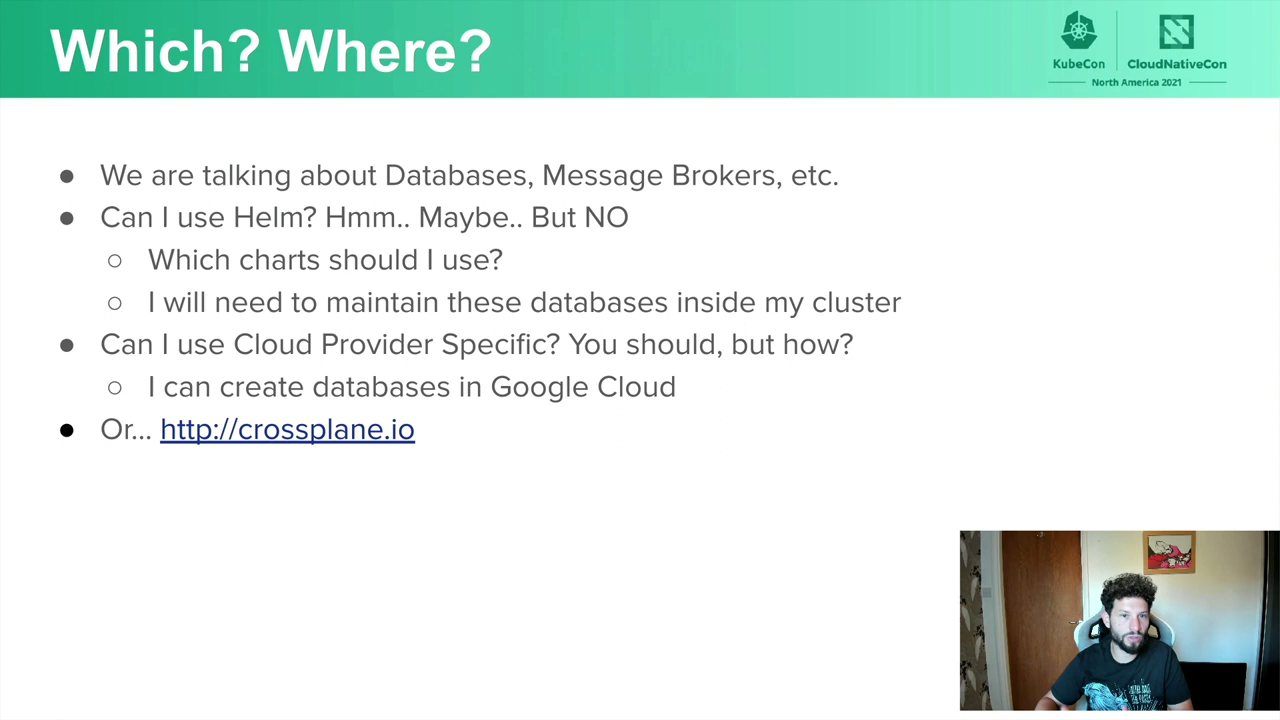 Which? Where?
KubeCon
CloudNativeCon
North America 2021
● We are talking about Databases, Message Brokers, etc.
● Can I use Helm? Hmm.. Maybe.. But NO
○ Which charts should I use?
○ I will need to maintain these databases inside my cluster
● Can I use Cloud Provider Specific? You should, but how?
○ I can create databases in Google Cloud
● Or... http://crossplane.io